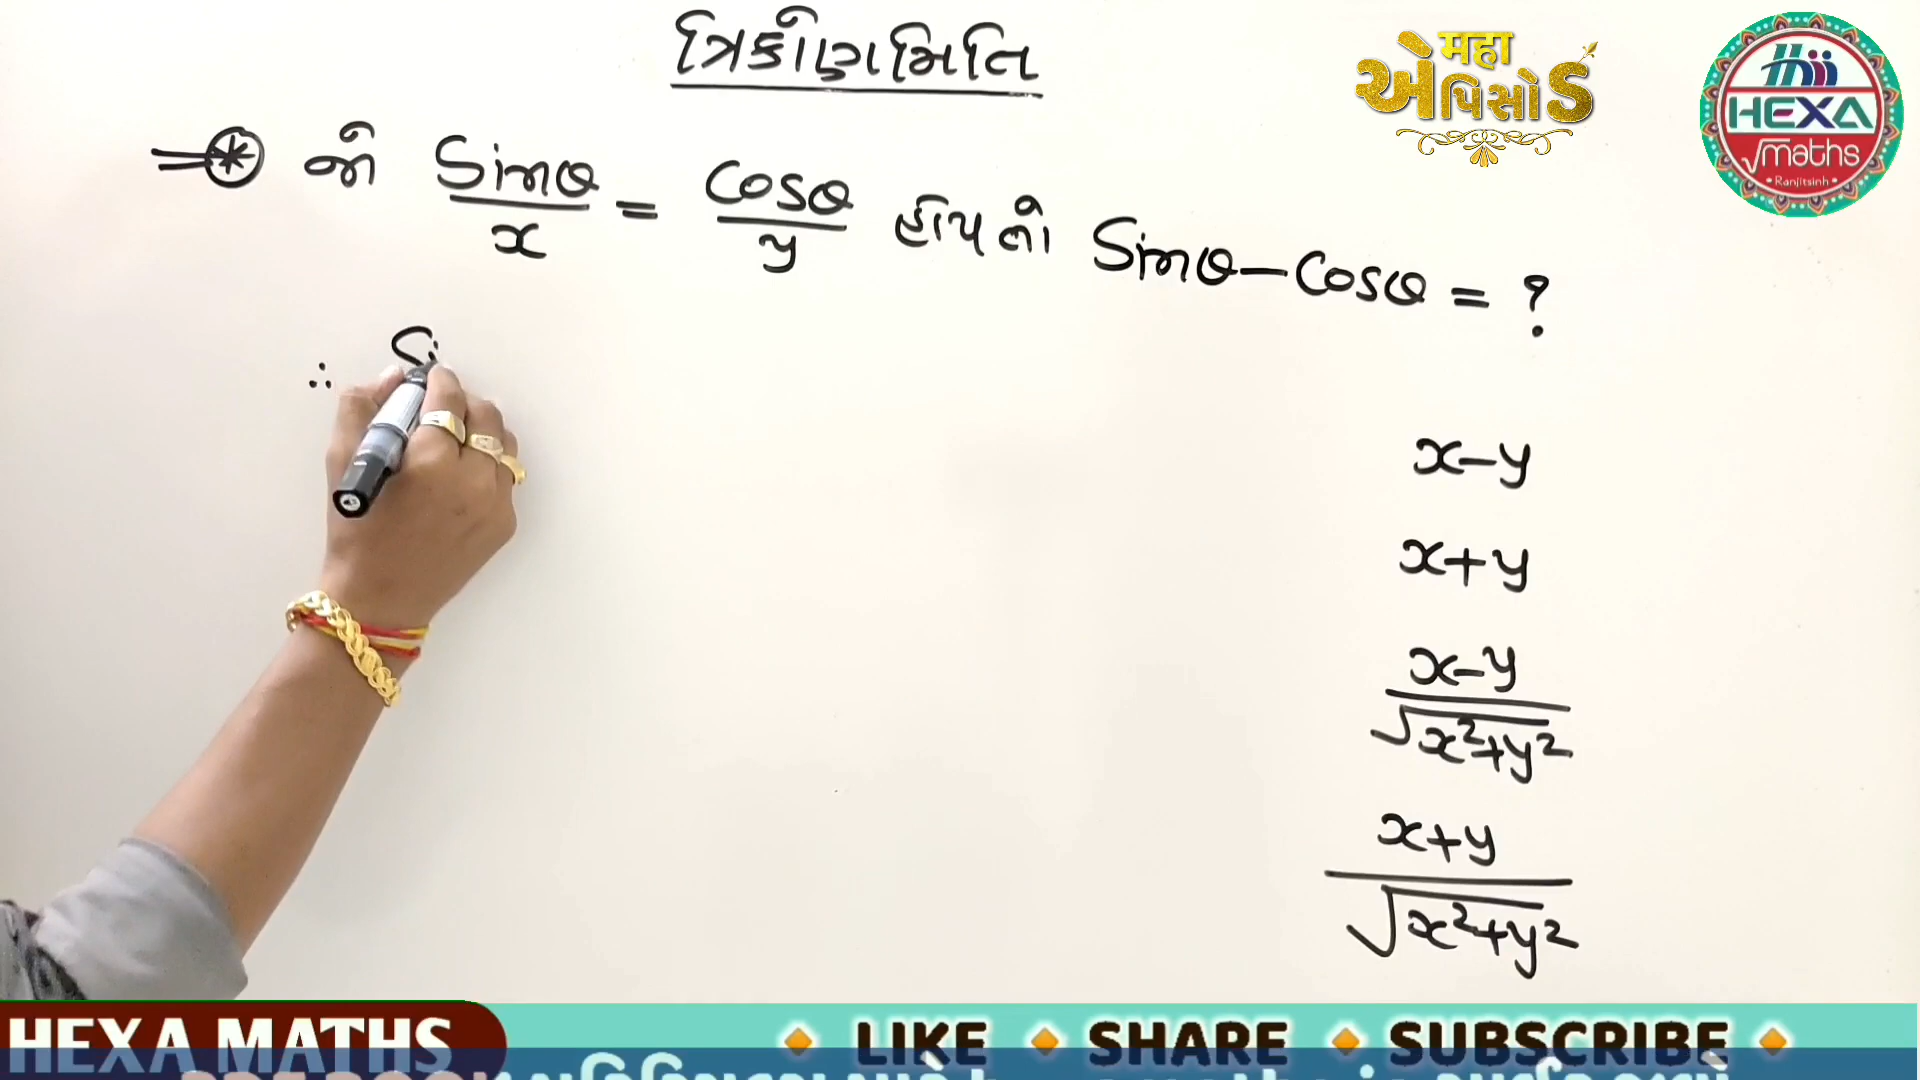 ત્રિકોણમિતિ
મહા
એપિસોડ
HEXA
√maths
• Ranjitsinh •
જો Sinθ/x = Cosθ/y હોય તો Sinθ - Cosθ = ?
∴ Si
x-y
x+y
x-y/√x²+y²
x+y/√x²+y²
HEXA MATHS LIKE SHARE SUBSCRIBE